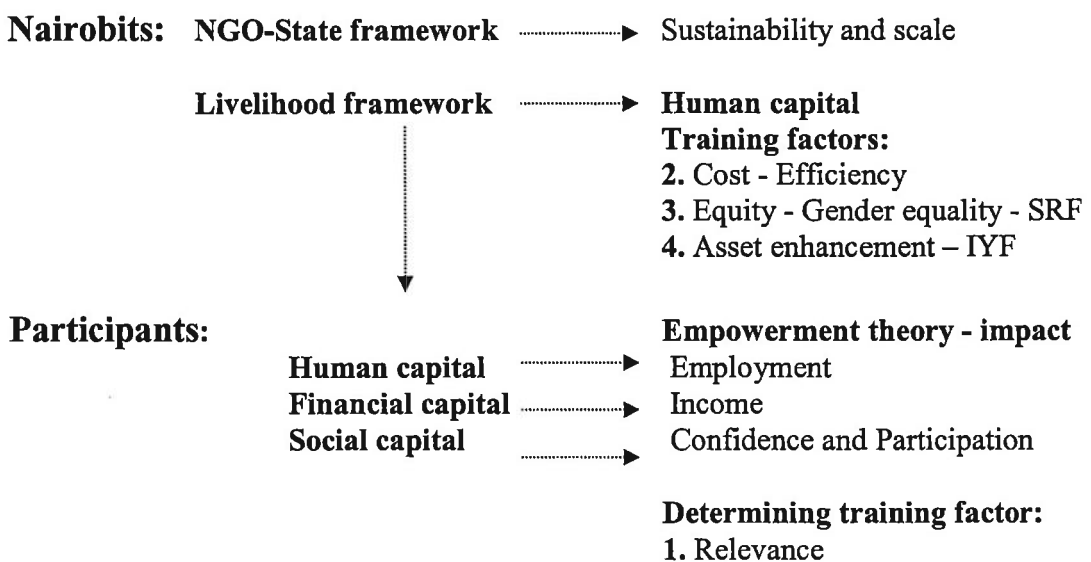 Nairobits: NGO-State framework Sustainability and scale
Livelihood framework Human capital
Training factors:
2. Cost - Efficiency
3. Equity - Gender equality - SRF
4. Asset enhancement – IYF
Participants: Empowerment theory - impact
Human capital Employment
Financial capital Income
Social capital Confidence and Participation
Determining training factor:
1. Relevance